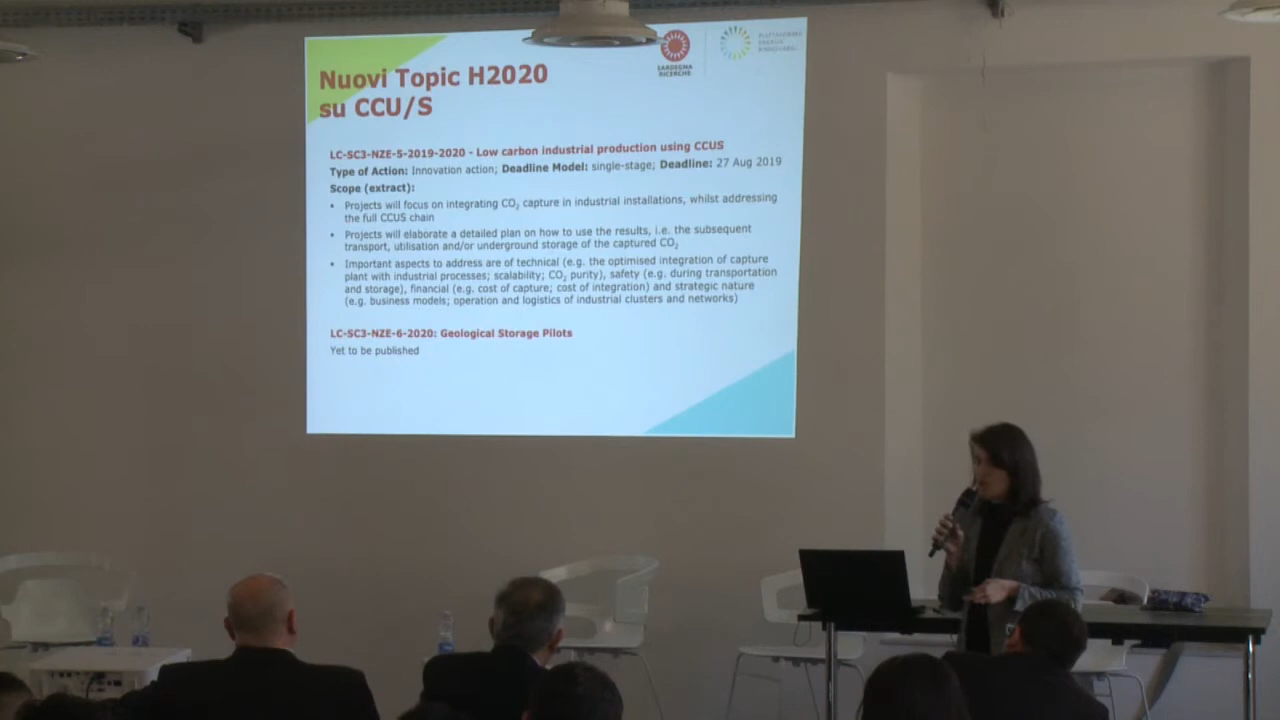 Nuovi Topic H2020
su CCU/S
SARDEGNA
RICERCHE
PIATTAFORMA
ENERGIE
RINNOVABILI
LC-SC3-NZE-5-2019-2020 - Low carbon industrial production using CCUS
Type of Action: Innovation action; Deadline Model: single-stage; Deadline: 27 Aug 2019
Scope (extract):
• Projects will focus on integrating CO₂ capture in industrial installations, whilst addressing
the full CCUS chain
• Projects will elaborate a detailed plan on how to use the results, i.e. the subsequent
transport, utilisation and/or underground storage of the captured CO₂
• Important aspects to address are of technical (e.g. the optimised integration of capture
plant with industrial processes; scalability; CO₂ purity), safety (e.g. during transportation
and storage), financial (e.g. cost of capture; cost of integration) and strategic nature
(e.g. business models; operation and logistics of industrial clusters and networks)
LC-SC3-NZE-6-2020: Geological Storage Pilots
Yet to be published